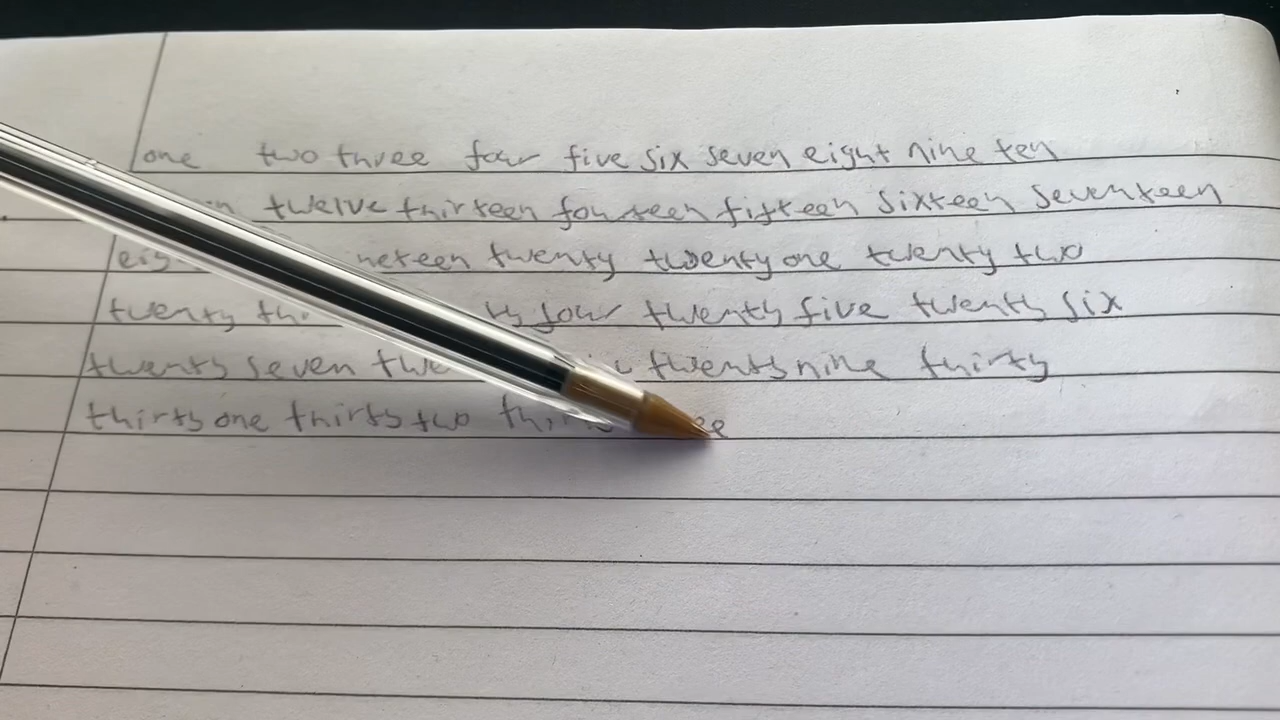 one two three four five six seven eight nine ten
twelve thirteen fourteen fifteen sixteen seventeen
twenty twenty one twenty two
twenty four twenty five twenty six
twenty seven twenty nine thirty
thirty one thirty two